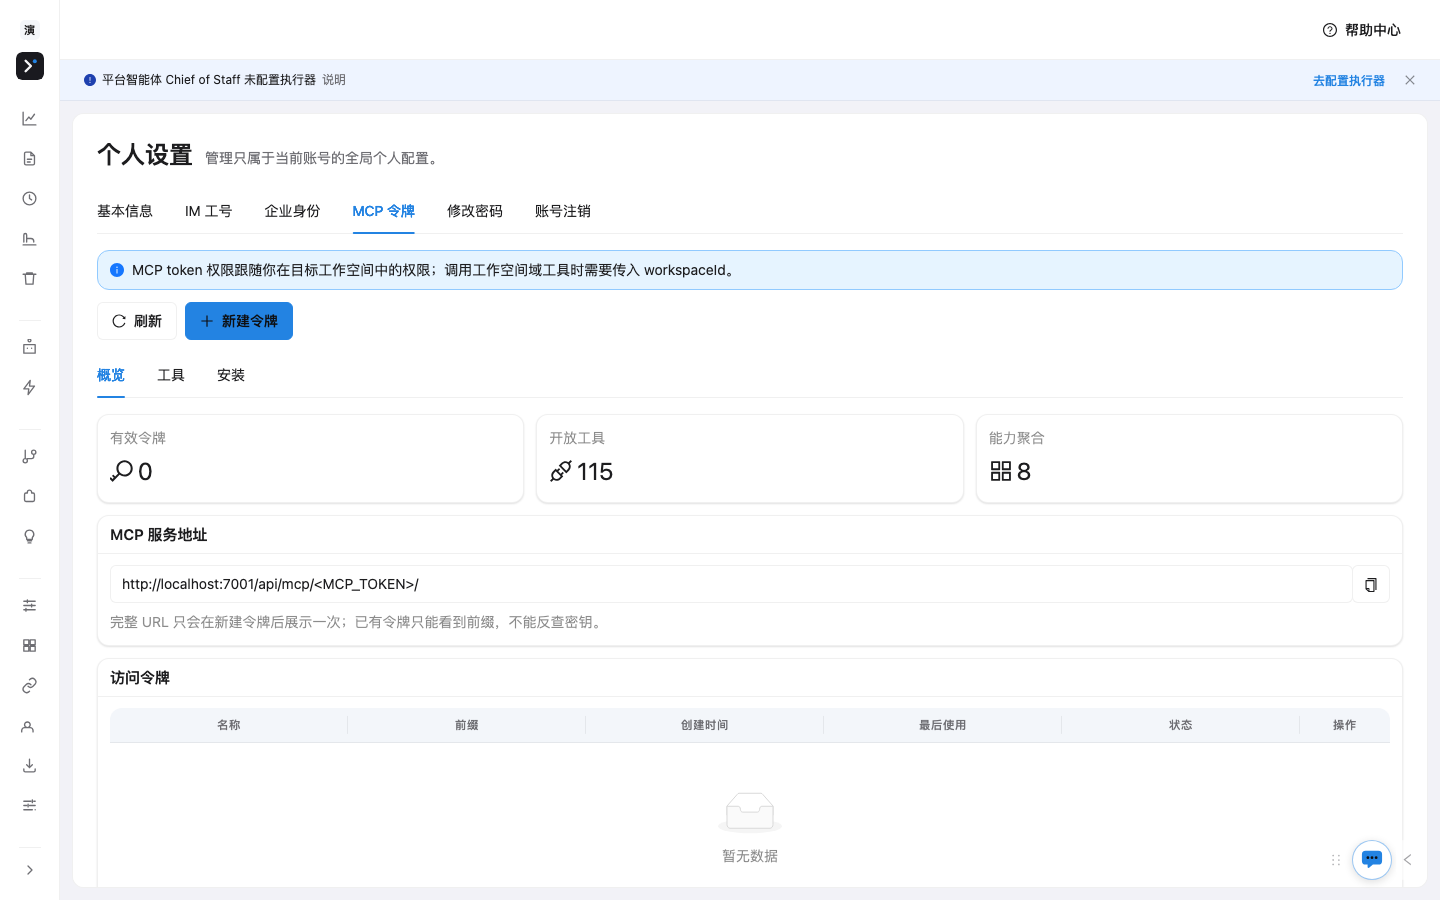 演
帮助中心
平台智能体 Chief of Staff 未配置执行器 说明
去配置执行器
个人设置 管理只属于当前账号的全局个人配置。
基本信息 IM 工号 企业身份 MCP 令牌 修改密码 账号注销
MCP token 权限跟随你在目标工作空间中的权限；调用工作空间域工具时需要传入 workspaceId。
刷新 新建令牌
概览 工具 安装
有效令牌 开放工具 能力聚合
0 115 8
MCP 服务地址
http://localhost:7001/api/mcp/<MCP_TOKEN>/
完整 URL 只会在新建令牌后展示一次；已有令牌只能看到前缀，不能反查密钥。
访问令牌
名称 前缀 创建时间 最后使用 状态 操作
暂无数据